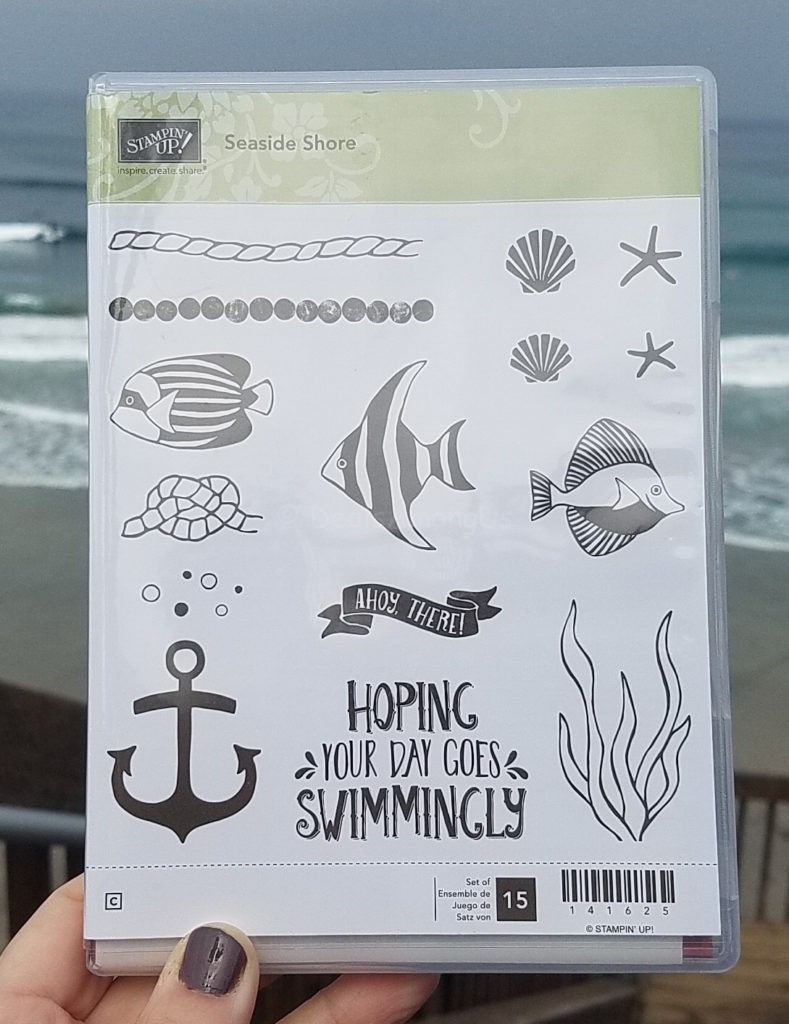 STAMPIN' UP!
inspire.create.share.
Seaside Shore
AHOY, THERE!
HOPING
YOUR DAY GOES
SWIMMINGLY
C
Set of
Ensemble de
Juego de
Satz von
15
141625
© STAMPIN' UP!